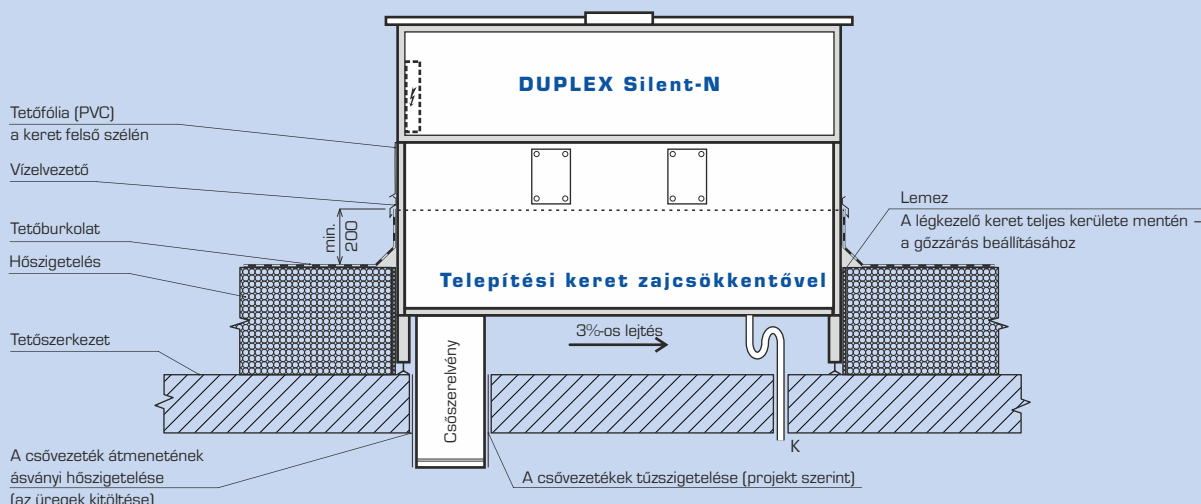 DUPLEX Silent-N
Tetőfólia (PVC)
a keret felső szélén
Vízelvezető
Tetőburkolat
Hőszigetelés
Tetőszerkezet
min.
200
Telepítési keret zajcsökkentővel
Lemez
A légkezelő keret teljes kerülete mentén –
a gőzzárás beállításához
3%-os lejtés
Csőszerelvény
K
A csővezeték átmenetének
ásványi hőszigetelése
(az üregek kitöltése)
A csővezetékek tűzszigetelése (projekt szerint)